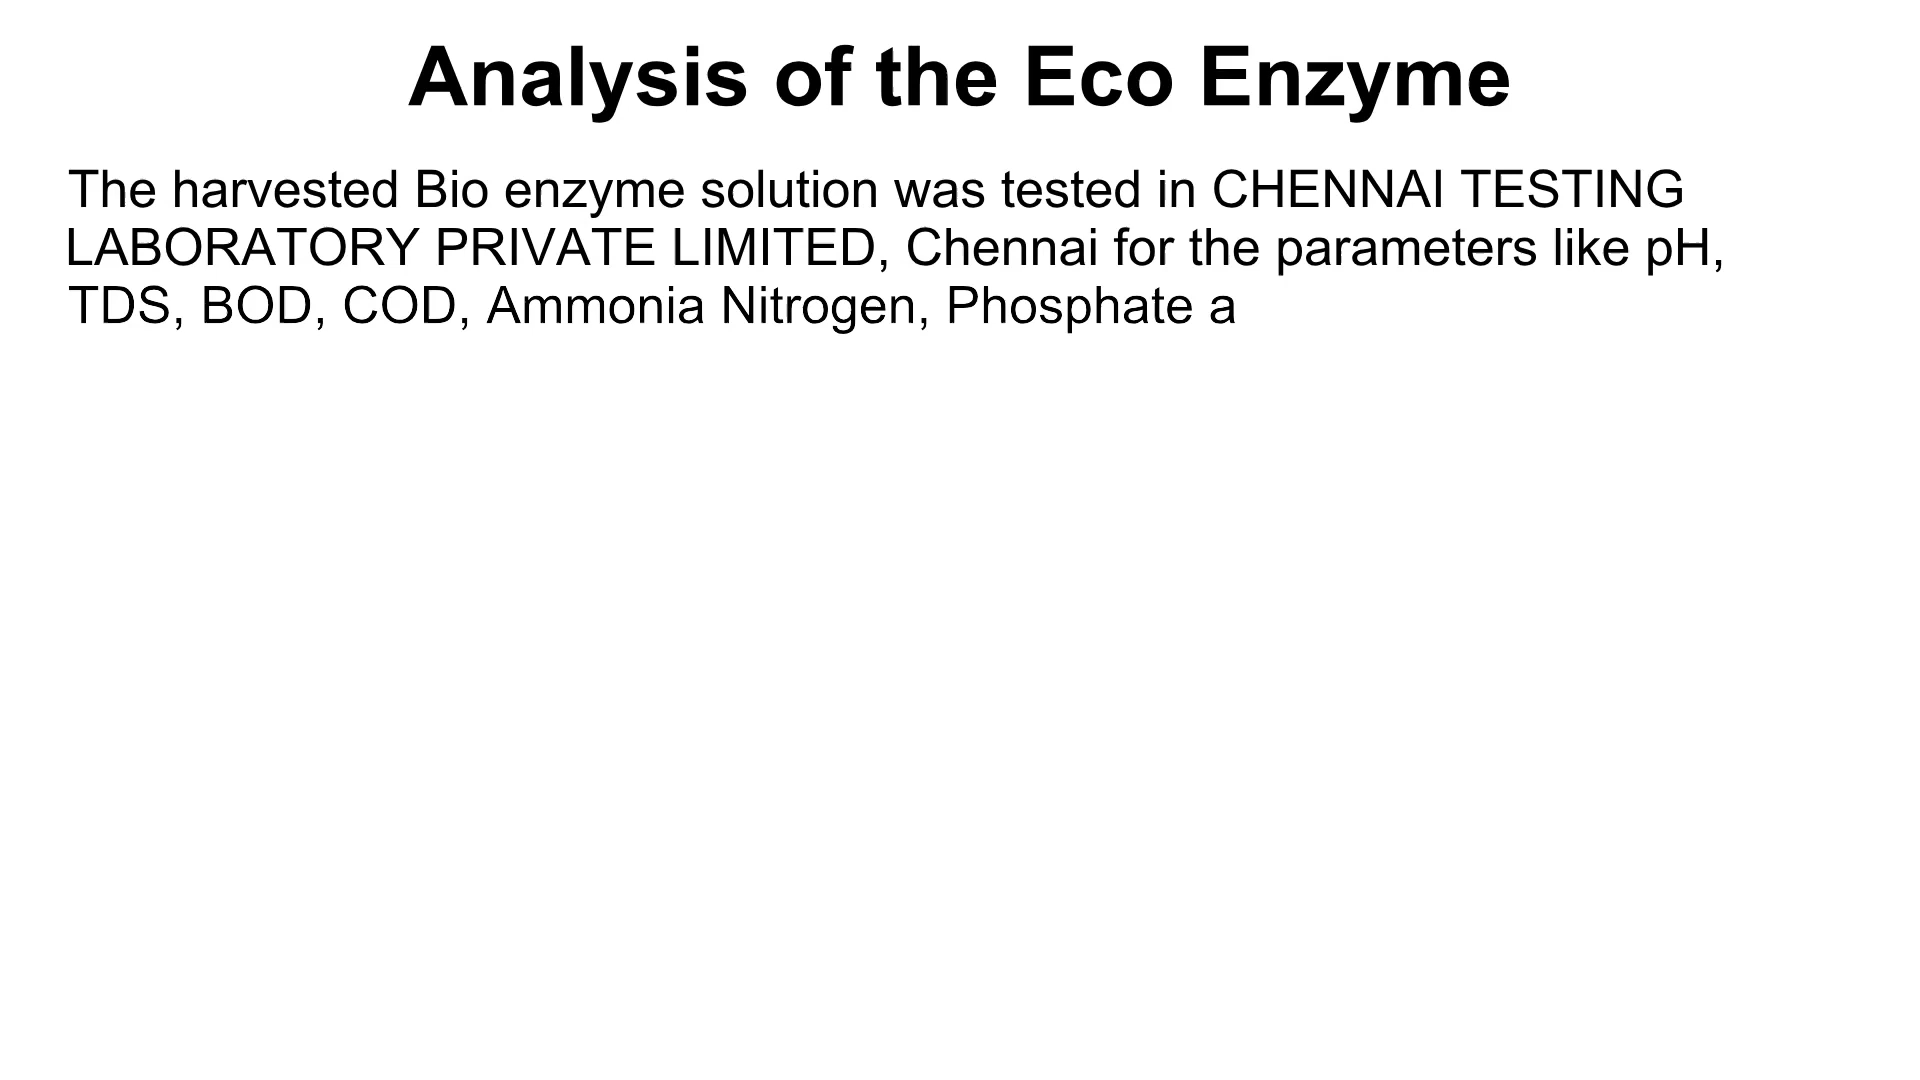 Analysis of the Eco Enzyme
The harvested Bio enzyme solution was tested in CHENNAI TESTING
LABORATORY PRIVATE LIMITED, Chennai for the parameters like pH,
TDS, BOD, COD, Ammonia Nitrogen, Phosphate a